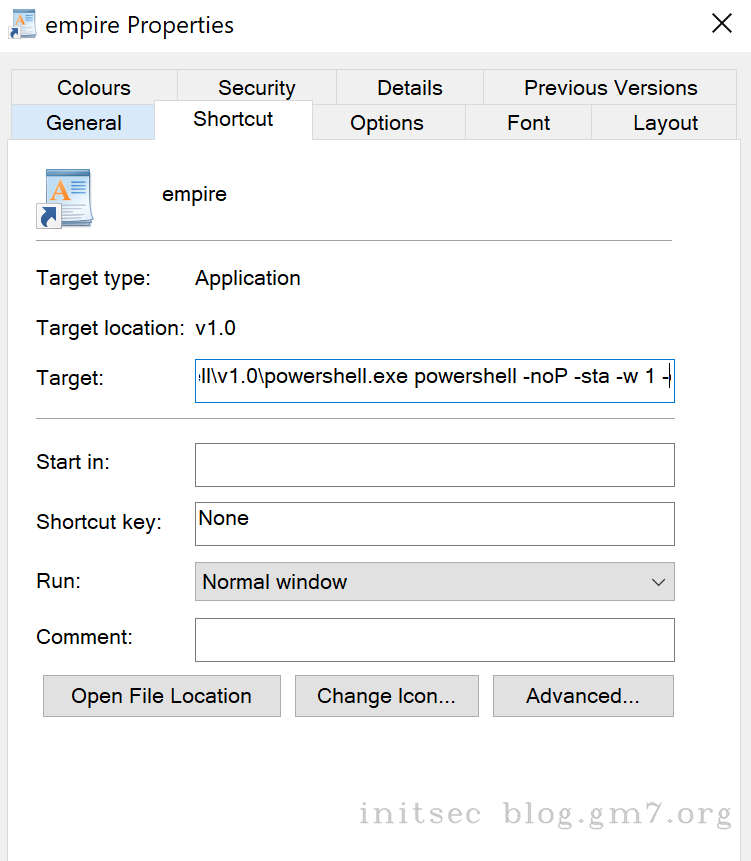 empire Properties
Colours Security Details Previous Versions
General Shortcut Options Font Layout
empire
Target type: Application
Target location: v1.0
Target: ll\v1.0\powershell.exe powershell -noP -sta -w 1 -
Start in:
Shortcut key: None
Run: Normal window
Comment:
Open File Location Change Icon... Advanced...
initsec blog.gm7.org